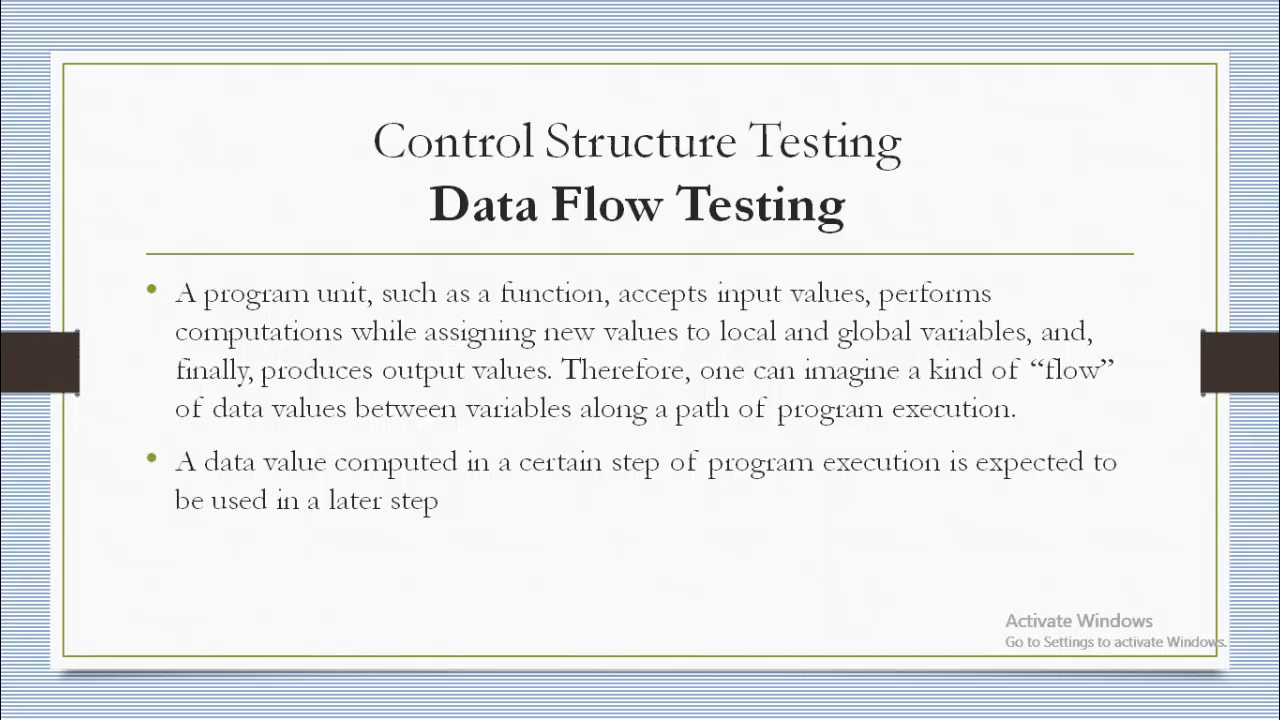 Control Structure Testing
Data Flow Testing
• A program unit, such as a function, accepts input values, performs
computations while assigning new values to local and global variables, and,
finally, produces output values. Therefore, one can imagine a kind of “flow”
of data values between variables along a path of program execution.
• A data value computed in a certain step of program execution is expected to
be used in a later step
Activate Windows
Go to Settings to activate Windows.